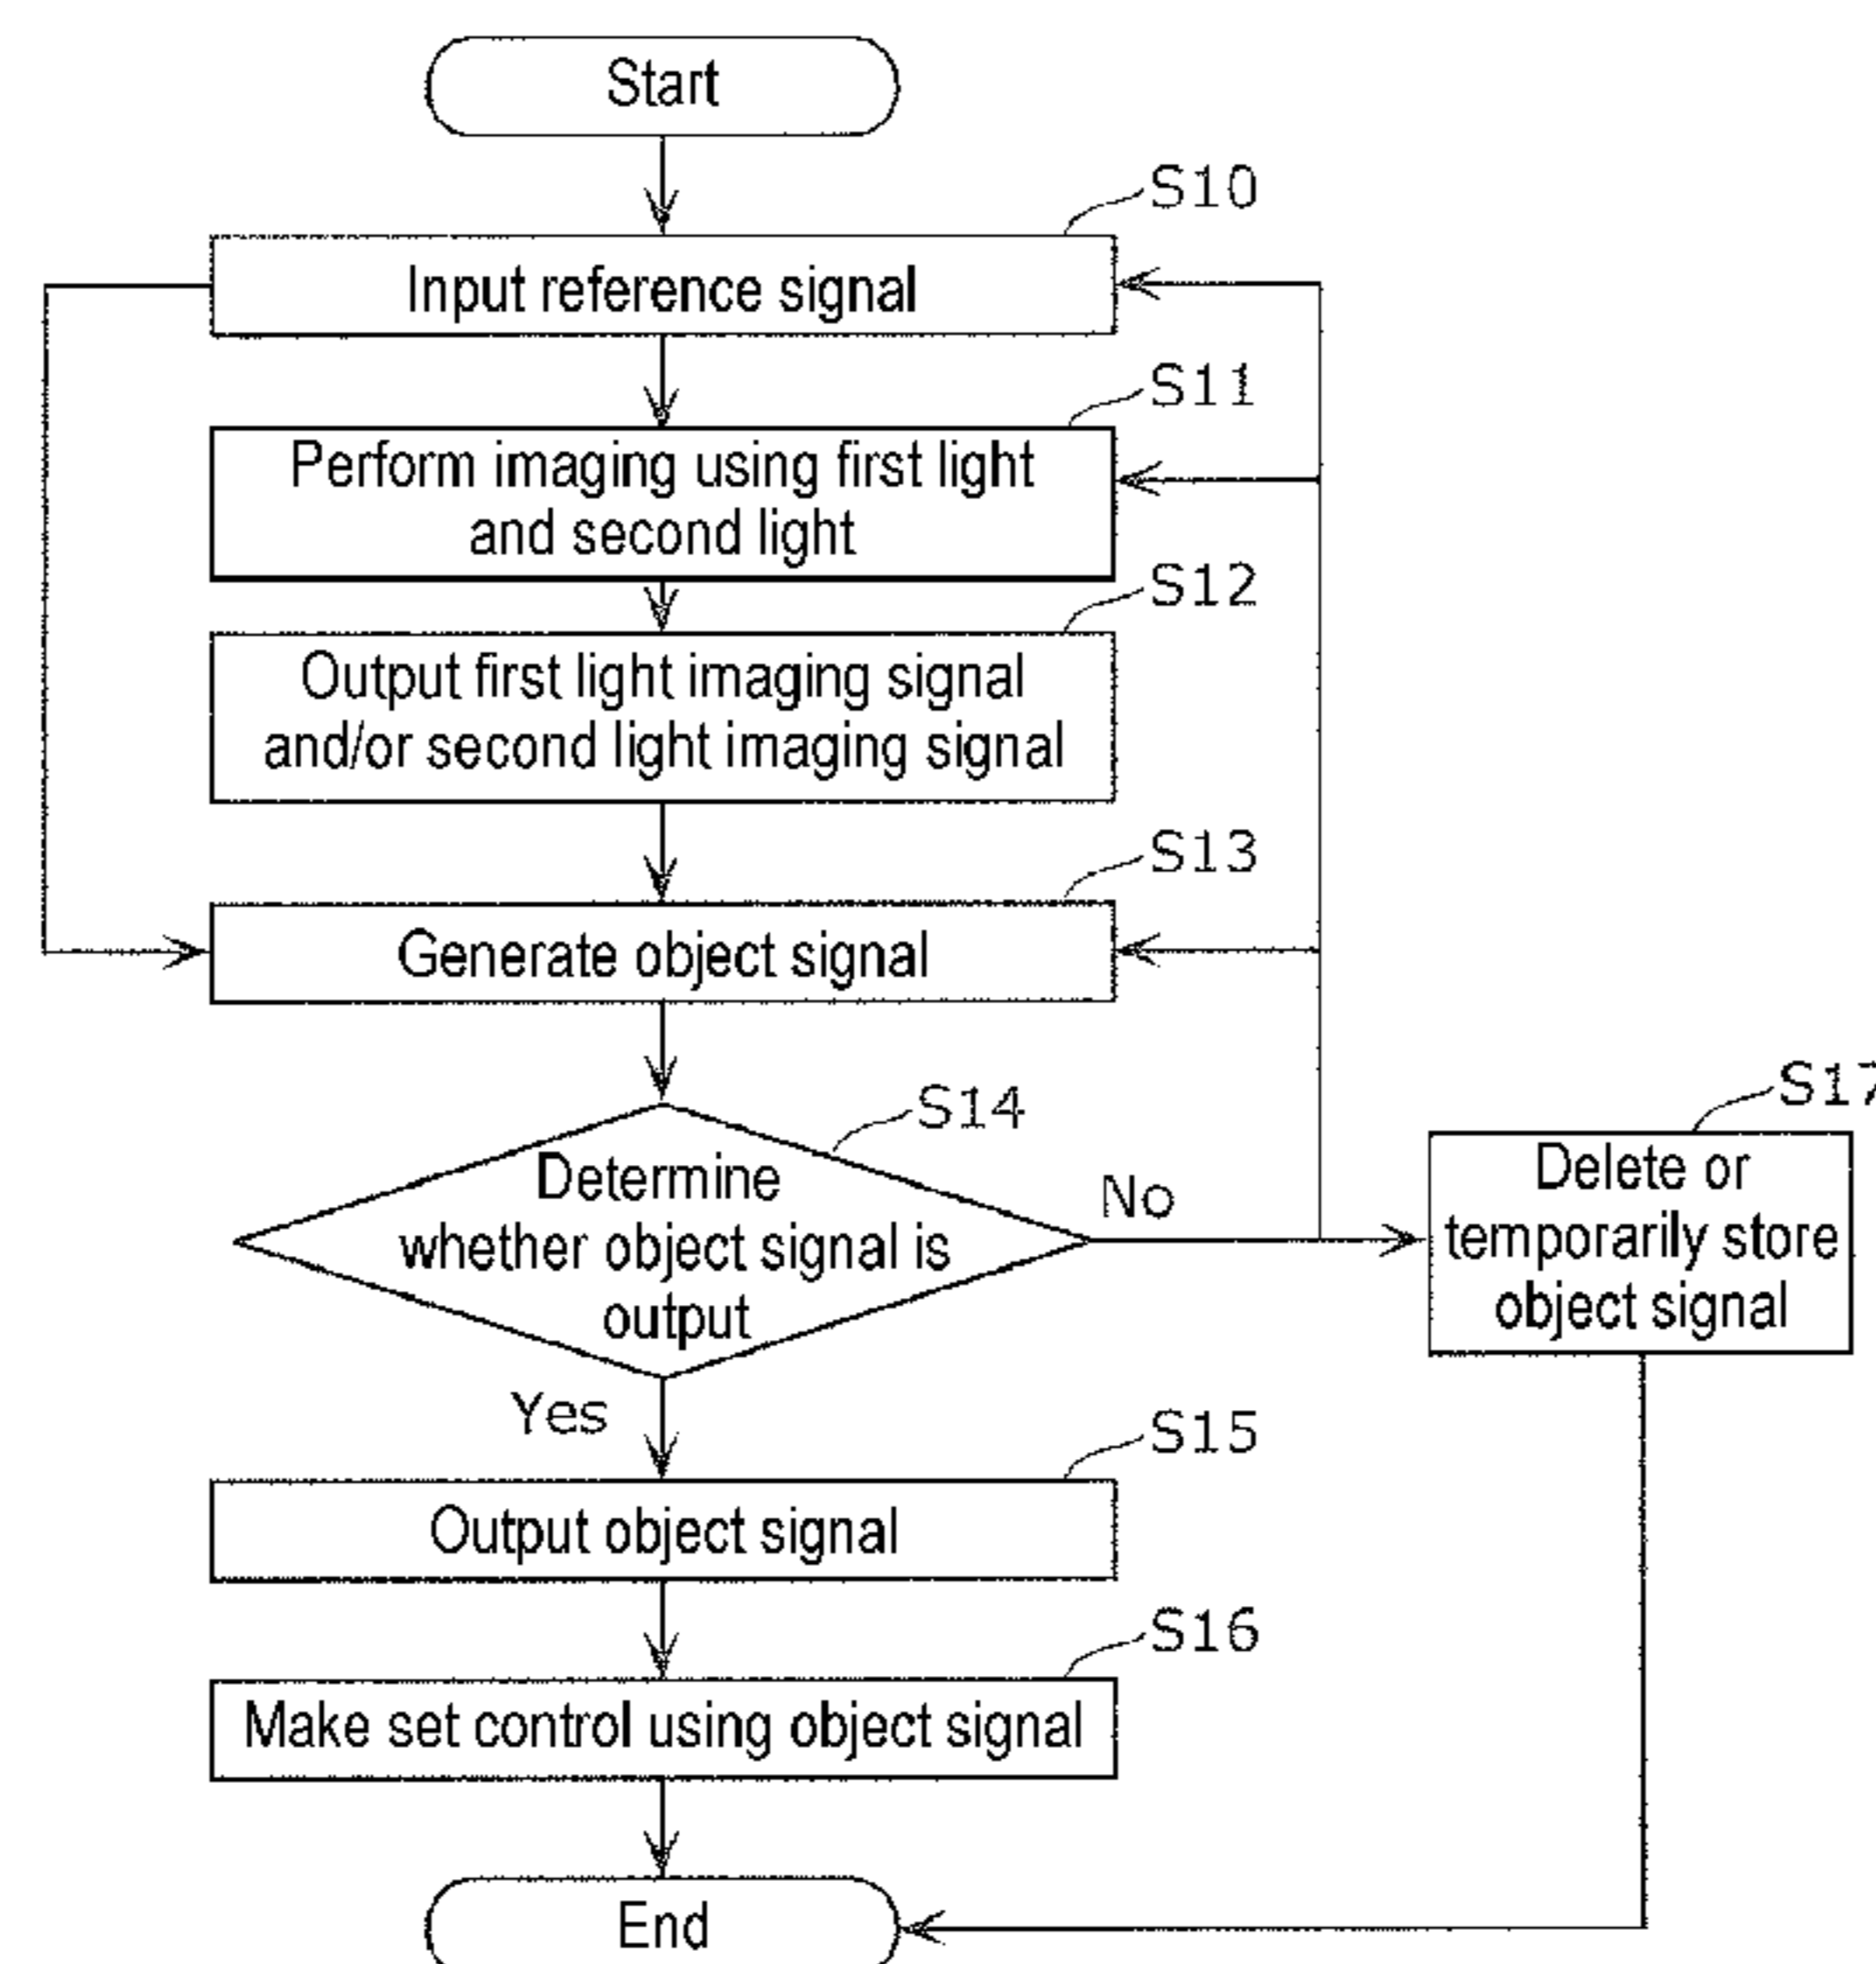 Start
S10
Input reference signal
S11
Perform imaging using first light
and second light
S12
Output first light imaging signal
and/or second light imaging signal
S13
Generate object signal
S14
Determine
whether object signal is
output
No
S17
Delete or
temporarily store
object signal
Yes
S15
Output object signal
S16
Make set control using object signal
End